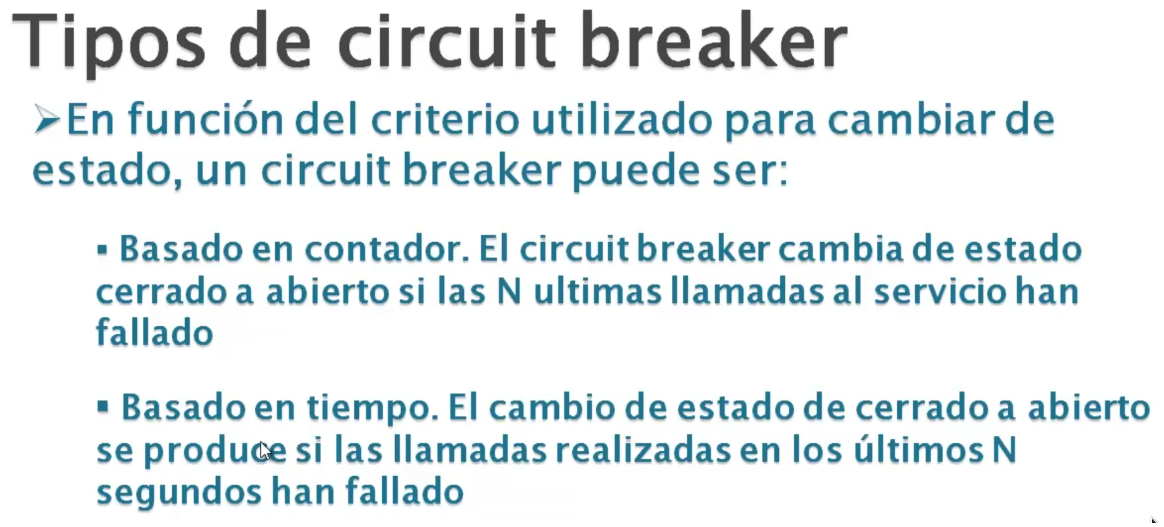 Tipos de circuit breaker
➢En función del criterio utilizado para cambiar de
estado, un circuit breaker puede ser:
▪ Basado en contador. El circuit breaker cambia de estado
cerrado a abierto si las N ultimas llamadas al servicio han
fallado
▪ Basado en tiempo. El cambio de estado de cerrado a abierto
se produce si las llamadas realizadas en los últimos N
segundos han fallado